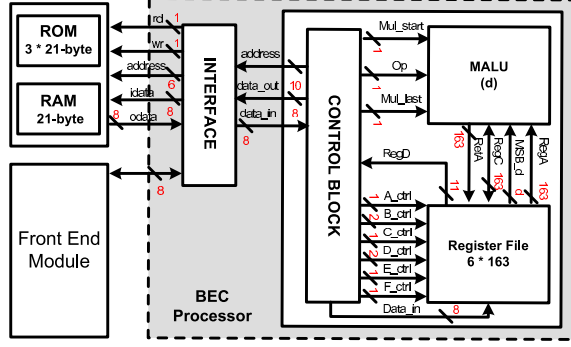 ROM
3 * 21-byte
RAM
21-byte
8
Front End
Module
rd
1
wr
1
address
6
idata
8
odata
8
INTERFACE
BEC
Processor
address
data_out
10
data_in
8
8
CONTROL BLOCK
Mul_start
1
Op
1
Mul_last
1
MALU
(d)
163
RetA
RegC
163
MSB_d
d
RegA
163
RegD
11
A_ctrl
1
B_ctrl
2
C_ctrl
1
D_ctrl
2
E_ctrl
1
F_ctrl
1
Data_in
8
Register File
6 * 163